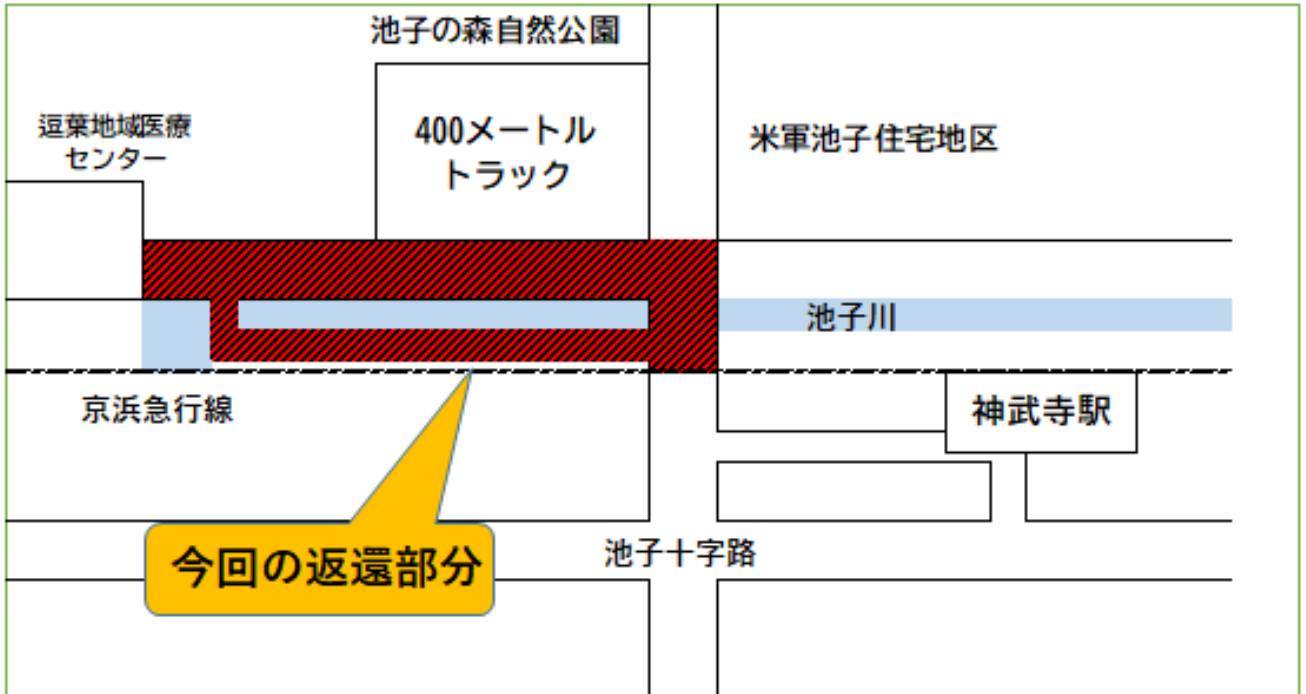 池子の森自然公園
逗葉地域医療
センター
400メートル
トラック
米軍池子住宅地区
池子川
京浜急行線
神武寺駅
今回の返還部分
池子十字路